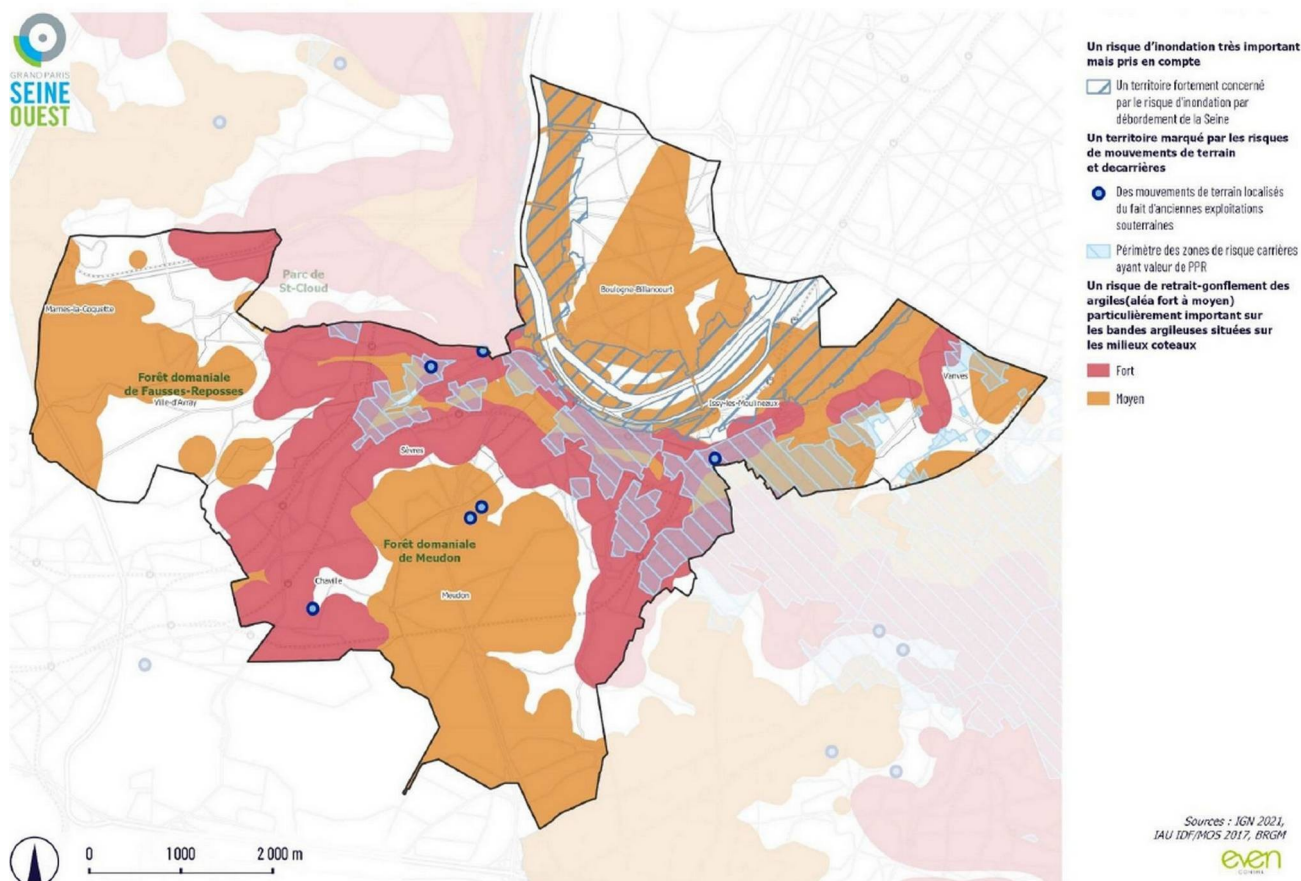 GRAND PARIS
SEINE
OUEST
Parc de
St-Cloud
Boulogne-Billancourt
Marnes-la-Coquette
Forêt domaniale
de Fausses-Reposses
Ville-d'Avray
Vanves
Issy-les-Moulineaux
Sèvres
Forêt domaniale
de Meudon
Chaville
Meudon
0 1 000 2 000 m
Un risque d'inondation très important
mais pris en compte
Un territoire fortement concerné
par le risque d'inondation par
débordement de la Seine
Un territoire marqué par les risques
de mouvements de terrain
et decarrières
Des mouvements de terrain localisés
du fait d'anciennes exploitations
souterraines
Périmètre des zones de risque carrières
ayant valeur de PPR
Un risque de retrait-gonflement des
argiles(aléa fort à moyen)
particulièrement important sur
les bandes argileuses situées sur
les milieux coteaux
Fort
Moyen
Sources : IGN 2021,
IAU IDF/MOS 2017, BRGM
even
CONSEIL